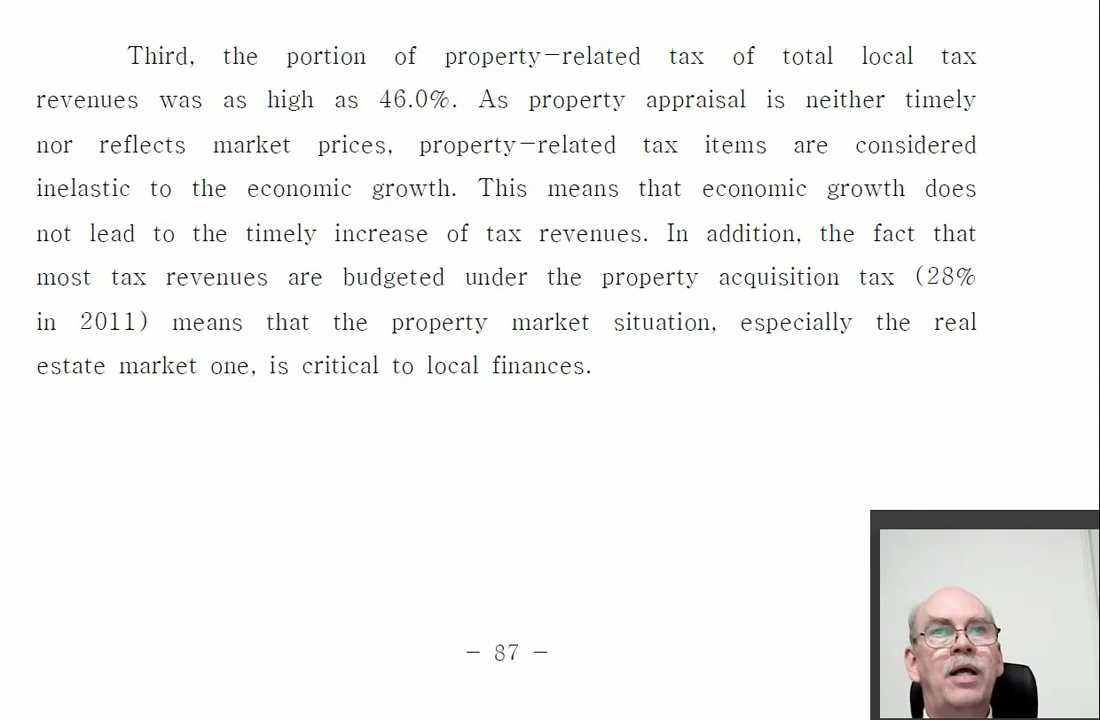 Third, the portion of property-related tax of total local tax
revenues was as high as 46.0%. As property appraisal is neither timely
nor reflects market prices, property-related tax items are considered
inelastic to the economic growth. This means that economic growth does
not lead to the timely increase of tax revenues. In addition, the fact that
most tax revenues are budgeted under the property acquisition tax (28%
in 2011) means that the property market situation, especially the real
estate market one, is critical to local finances.
- 87 -